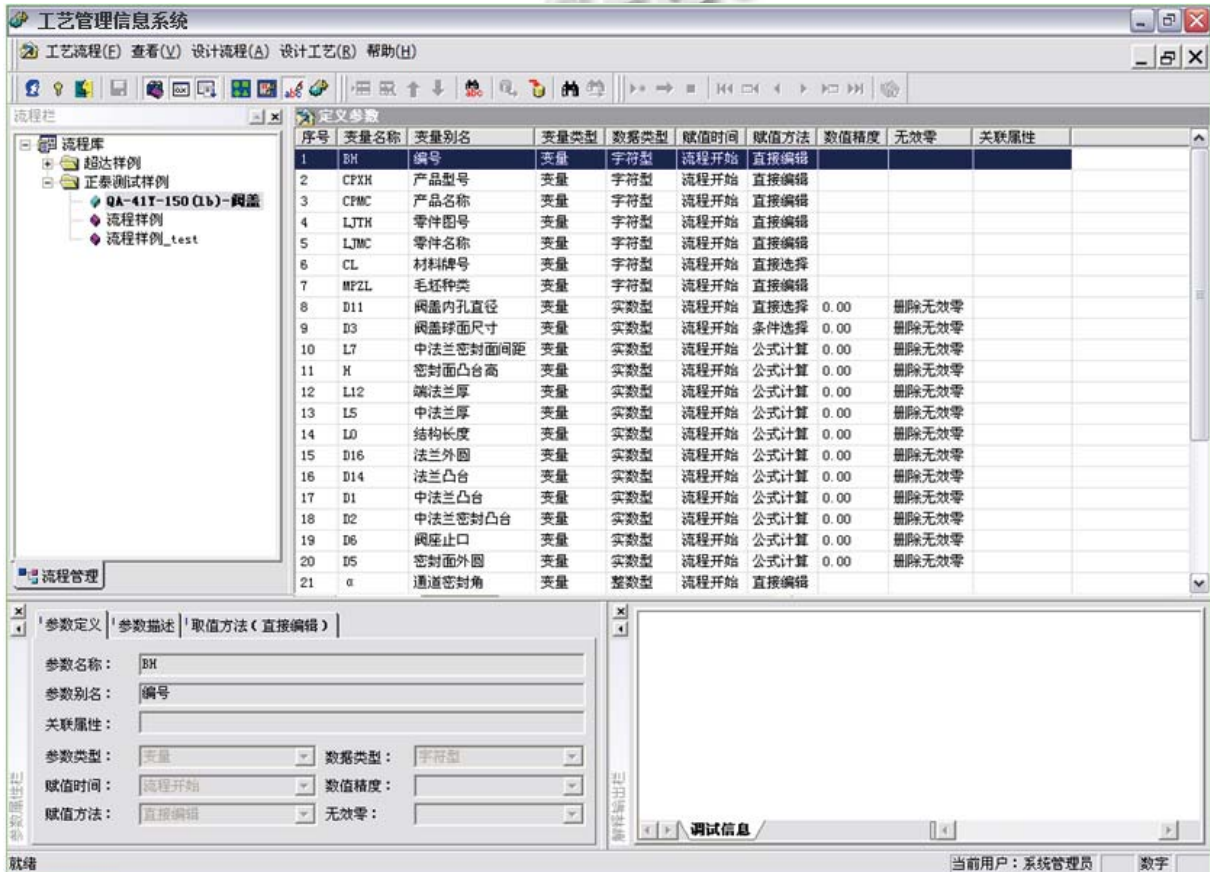 工艺管理信息系统
工艺流程(F) 查看(V) 设计流程(A) 设计工艺(R) 帮助(H)
流程栏
流程库
超达样例
正泰测试样例
QA-41Y-150(Lb)-阀盖
流程样例
流程样例_test
流程管理
定义参数
序号 变量名称 变量别名 变量类型 数据类型 赋值时间 赋值方法 数值精度 无效零 关联属性
1 BH 编号 变量 字符型 流程开始 直接编辑
2 CPXH 产品型号 变量 字符型 流程开始 直接编辑
3 CPMC 产品名称 变量 字符型 流程开始 直接编辑
4 LJTH 零件图号 变量 字符型 流程开始 直接编辑
5 LJMC 零件名称 变量 字符型 流程开始 直接编辑
6 CL 材料牌号 变量 字符型 流程开始 直接选择
7 MPZL 毛坯种类 变量 字符型 流程开始 直接编辑
8 D11 阀盖内孔直径 变量 实数型 流程开始 直接选择 0.00 删除无效零
9 D3 阀盖球面尺寸 变量 实数型 流程开始 条件选择 0.00 删除无效零
10 L7 中法兰密封面间距 变量 实数型 流程开始 公式计算 0.00 删除无效零
11 H 密封面凸台高 变量 实数型 流程开始 公式计算 0.00 删除无效零
12 L12 端法兰厚 变量 实数型 流程开始 公式计算 0.00 删除无效零
13 L5 中法兰厚 变量 实数型 流程开始 公式计算 0.00 删除无效零
14 L0 结构长度 变量 实数型 流程开始 公式计算 0.00 删除无效零
15 D16 法兰外圆 变量 实数型 流程开始 公式计算 0.00 删除无效零
16 D14 法兰凸台 变量 实数型 流程开始 公式计算 0.00 删除无效零
17 D1 中法兰凸台 变量 实数型 流程开始 公式计算 0.00 删除无效零
18 D2 中法兰密封凸台 变量 实数型 流程开始 公式计算 0.00 删除无效零
19 D6 阀座止口 变量 实数型 流程开始 公式计算 0.00 删除无效零
20 D5 密封面外圆 变量 实数型 流程开始 公式计算 0.00 删除无效零
21 α 通道密封角 变量 整数型 流程开始 直接编辑
参数属性栏
参数定义 参数描述 取值方法(直接编辑)
参数名称： BH
参数别名： 编号
关联属性：
参数类型： 变量 数据类型： 字符型
赋值时间： 流程开始 数值精度：
赋值方法： 直接编辑 无效零：
解释输出栏
调试信息
就绪 当前用户：系统管理员 数字